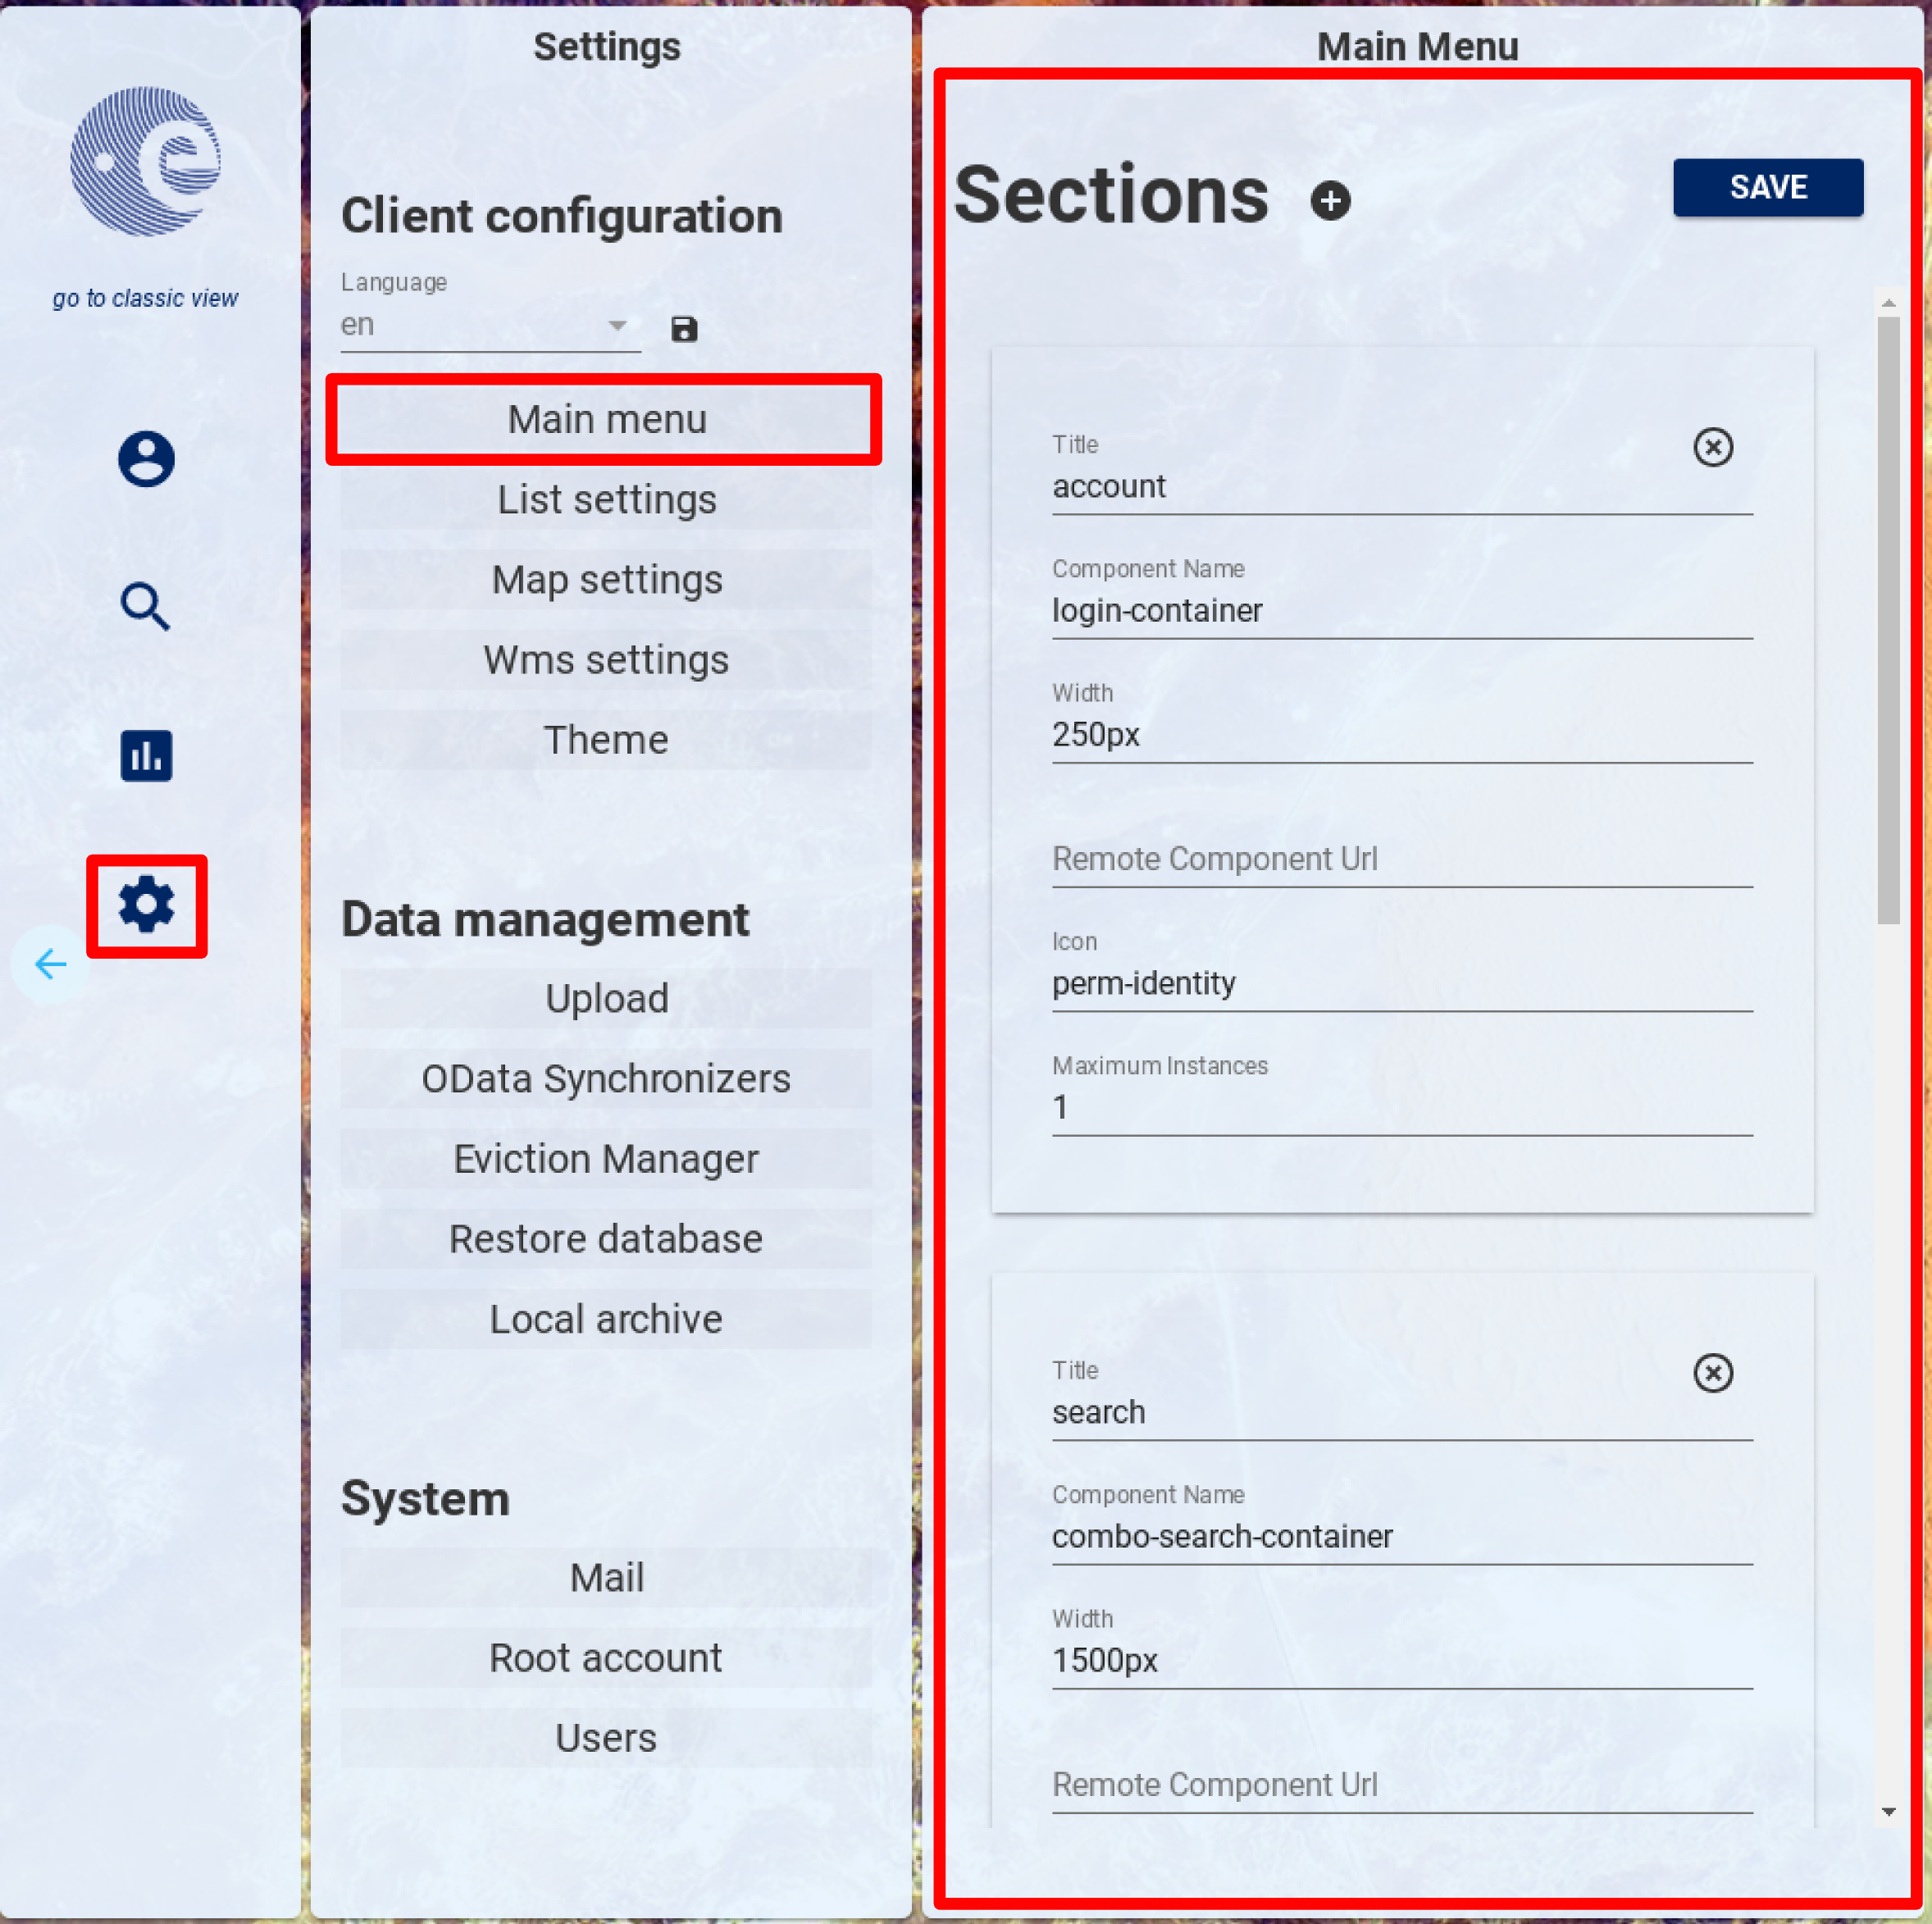 go to classic view
Settings
Client configuration
Language
en
Main menu
List settings
Map settings
Wms settings
Theme
Data management
Upload
OData Synchronizers
Eviction Manager
Restore database
Local archive
System
Mail
Root account
Users
Main Menu
Sections
SAVE
Title
account
Component Name
login-container
Width
250px
Remote Component Url
Icon
perm-identity
Maximum Instances
1
Title
search
Component Name
combo-search-container
Width
1500px
Remote Component Url